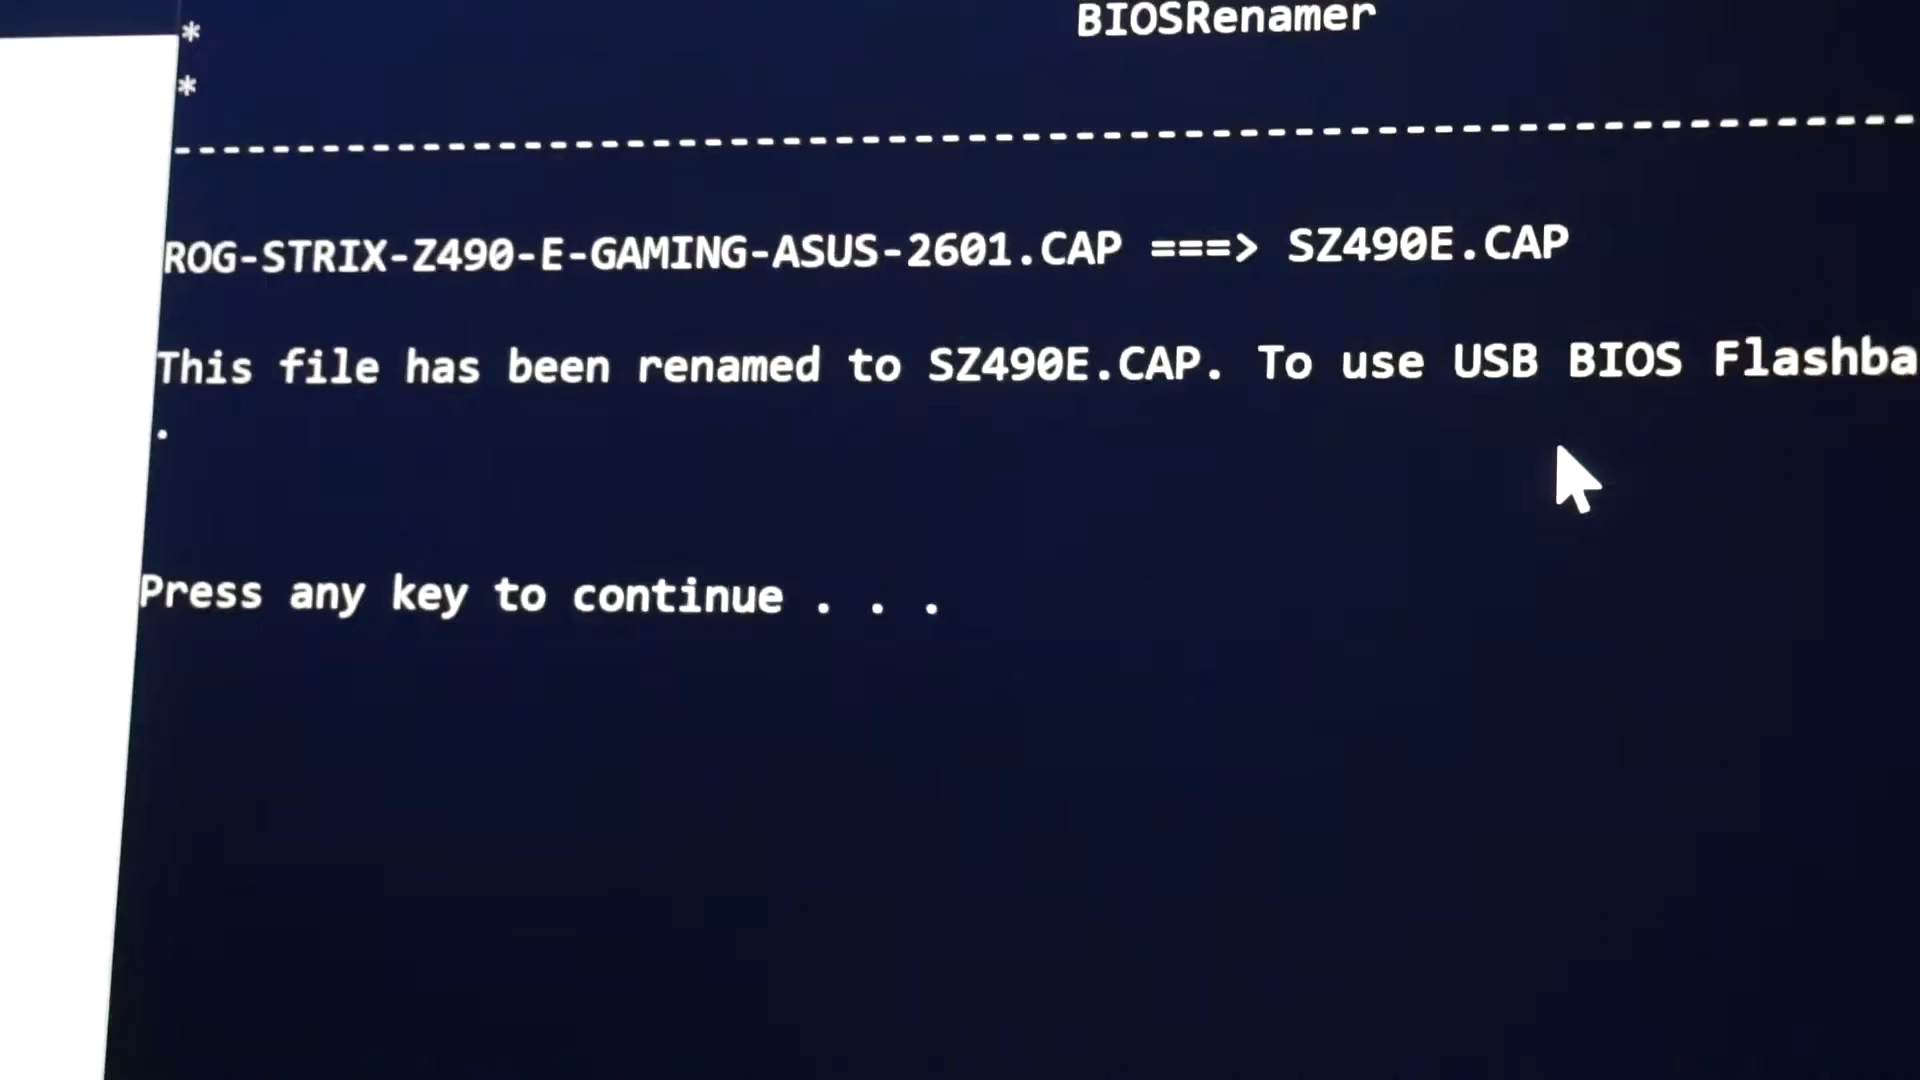 * BIOSRenamer
*
--------------------------------------------------------------------
ROG-STRIX-Z490-E-GAMING-ASUS-2601.CAP ===> SZ490E.CAP
This file has been renamed to SZ490E.CAP. To use USB BIOS Flashba
.
Press any key to continue . . .